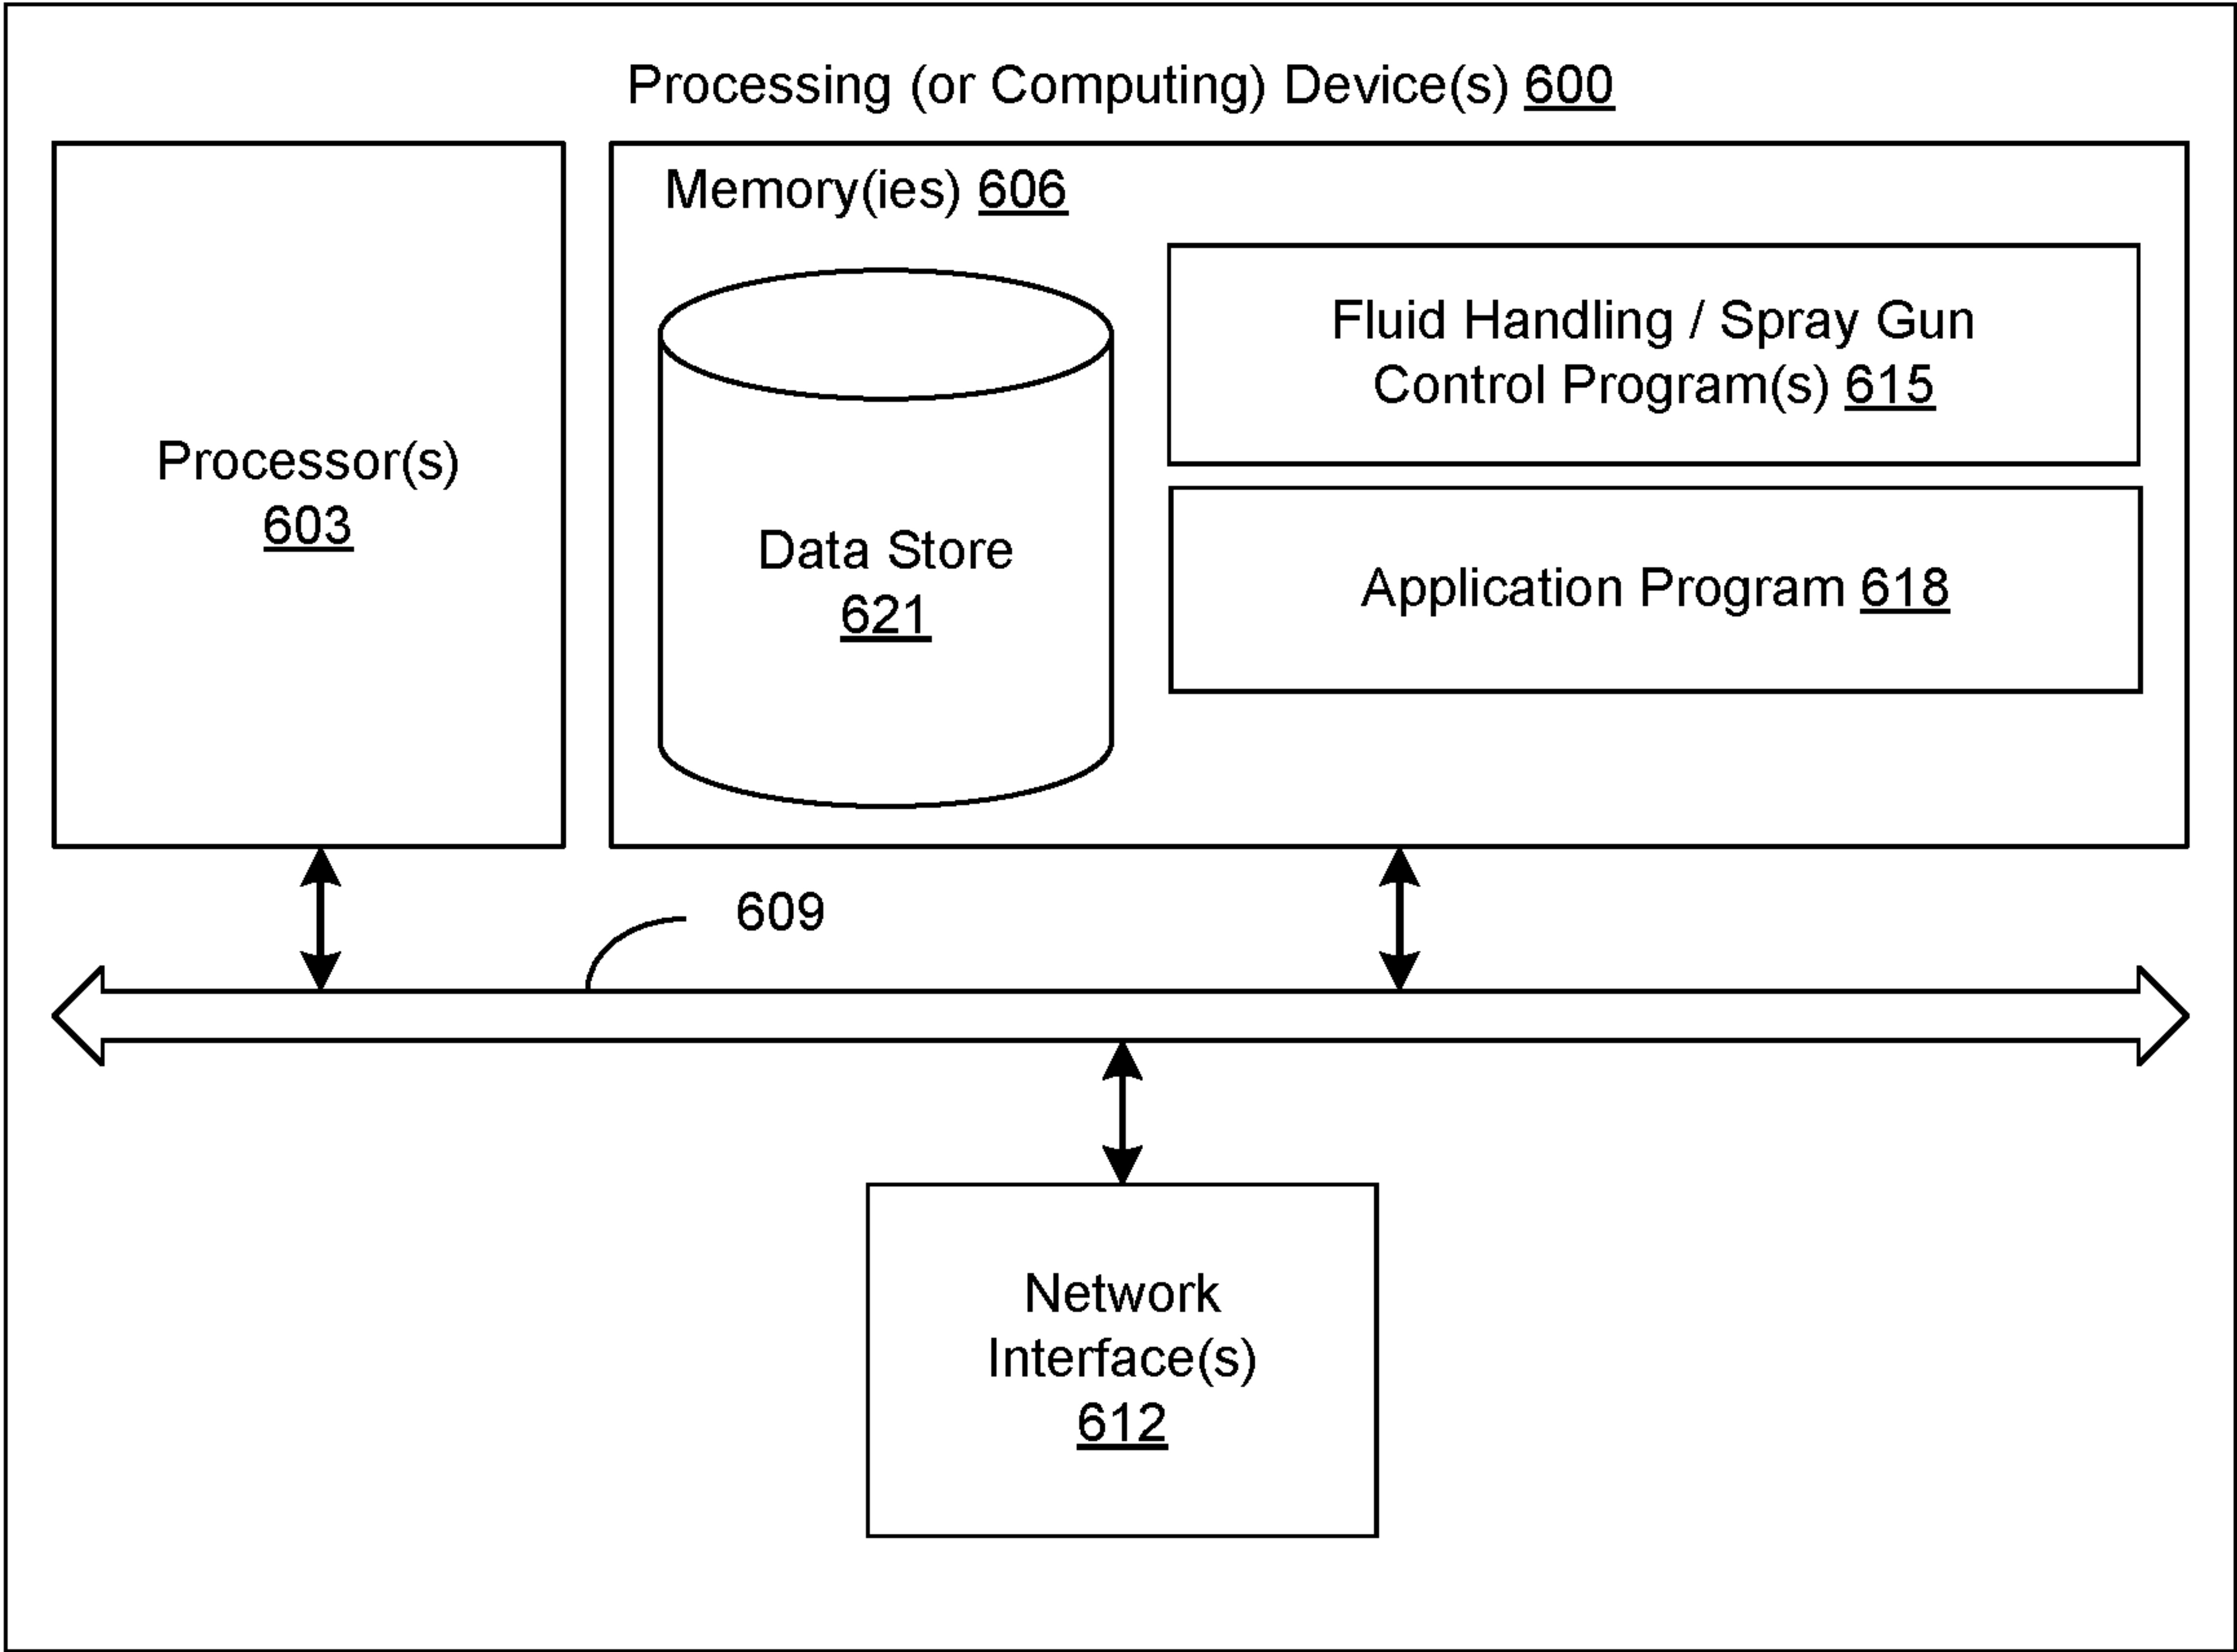 Processing (or Computing) Device(s) 600
Memory(ies) 606
Processor(s)
603
Data Store
621
Fluid Handling / Spray Gun
Control Program(s) 615
Application Program 618
609
Network
Interface(s)
612